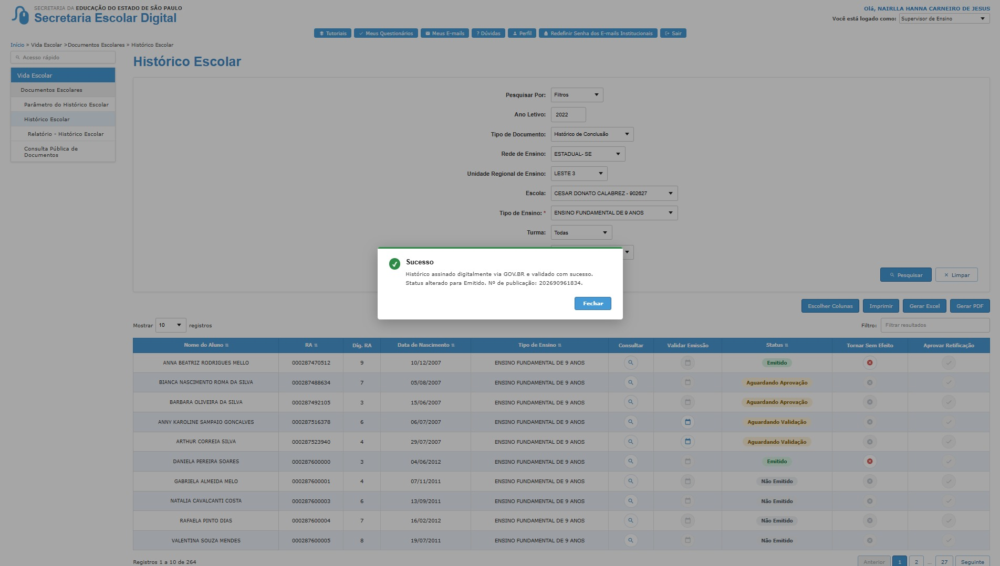 SECRETARIA DA EDUCAÇÃO DO ESTADO DE SÃO PAULO
Secretaria Escolar Digital
Olá, NAIRLLA HANNA CARNEIRO DE JESUS
Você está logado como: Supervisor de Ensino
Tutoriais Meus Questionários Meus E-mails ? Dúvidas Perfil Redefinir Senha dos E-mails Institucionais Sair
Início » Vida Escolar >Documentos Escolares » Histórico Escolar
Acesso rápido
Vida Escolar
Documentos Escolares
Parâmetro do Histórico Escolar
Histórico Escolar
Relatório - Histórico Escolar
Consulta Pública de
Documentos
Histórico Escolar
Pesquisar Por: Filtros
Ano Letivo: 2022
Tipo de Documento: Histórico de Conclusão
Rede de Ensino: ESTADUAL- SE
Unidade Regional de Ensino: LESTE 3
Escola: CESAR DONATO CALABREZ - 902627
Tipo de Ensino: * ENSINO FUNDAMENTAL DE 9 ANOS
Turma: Todas
Sucesso
Histórico assinado digitalmente via GOV.BR e validado com sucesso.
Status alterado para Emitido. Nº de publicação: 202690961834.
Fechar
Pesquisar Limpar
Escolher Colunas Imprimir Gerar Excel Gerar PDF
Mostrar 10 registros
Filtro: Filtrar resultados
Nome do Aluno RA Díg. RA Data de Nascimento Tipo de Ensino Consultar Validar Emissão Status Tornar Sem Efeito Aprovar Retificação
ANNA BEATRIZ RODRIGUES MELLO 000287470512 9 10/12/2007 ENSINO FUNDAMENTAL DE 9 ANOS Emitido
BIANCA NASCIMENTO ROMA DA SILVA 000287488634 7 05/08/2007 ENSINO FUNDAMENTAL DE 9 ANOS Aguardando Aprovação
BARBARA OLIVEIRA DA SILVA 000287492105 3 15/06/2007 ENSINO FUNDAMENTAL DE 9 ANOS Aguardando Aprovação
ANNY KAROLINE SAMPAIO GONCALVES 000287516378 6 06/07/2007 ENSINO FUNDAMENTAL DE 9 ANOS Aguardando Validação
ARTHUR CORREIA SILVA 000287523940 4 29/07/2007 ENSINO FUNDAMENTAL DE 9 ANOS Aguardando Validação
DANIELA PEREIRA SOARES 000287600000 3 04/06/2012 ENSINO FUNDAMENTAL DE 9 ANOS Emitido
GABRIELA ALMEIDA MELO 000287600001 4 07/11/2011 ENSINO FUNDAMENTAL DE 9 ANOS Não Emitido
NATALIA CAVALCANTI COSTA 000287600003 6 13/09/2011 ENSINO FUNDAMENTAL DE 9 ANOS Não Emitido
RAFAELA PINTO DIAS 000287600004 7 16/02/2012 ENSINO FUNDAMENTAL DE 9 ANOS Não Emitido
VALENTINA SOUZA MENDES 000287600005 8 19/07/2011 ENSINO FUNDAMENTAL DE 9 ANOS Não Emitido
Registros 1 a 10 de 264
Anterior 1 2 ... 27 Seguinte